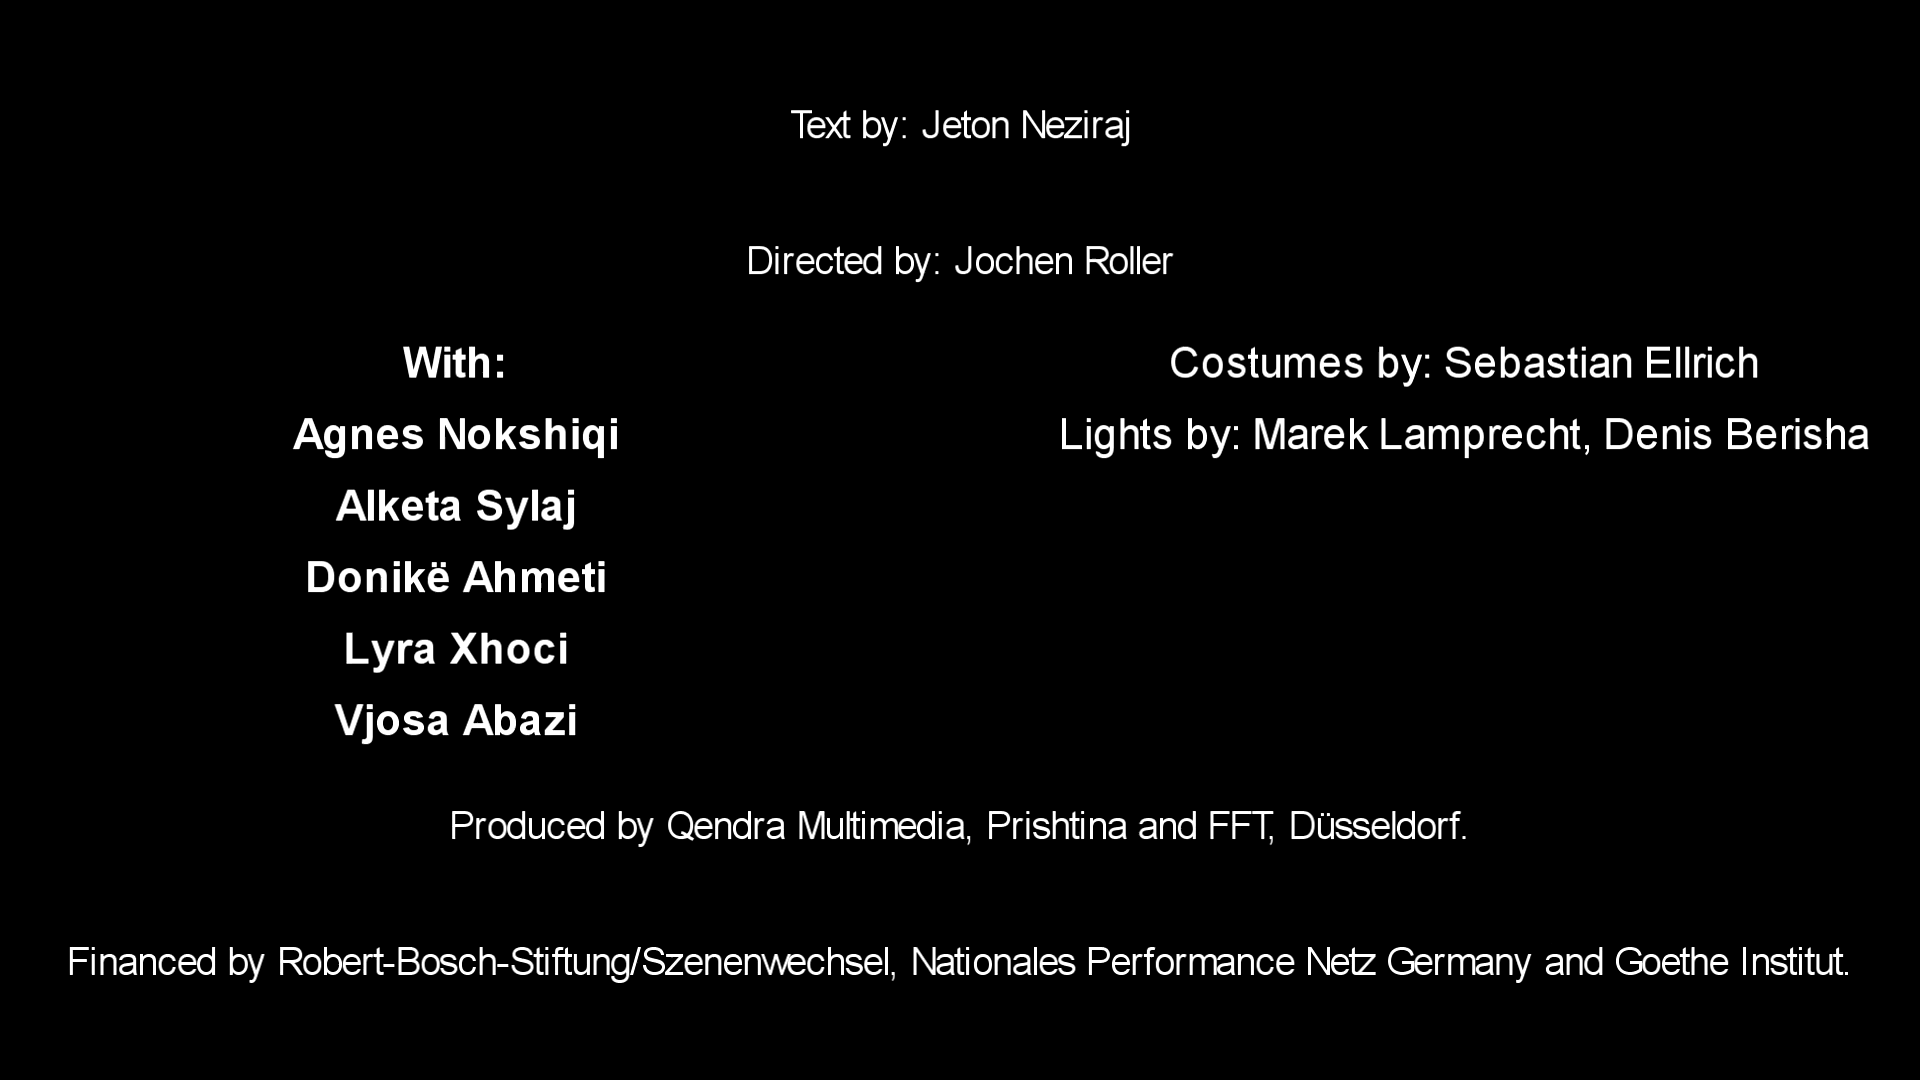 Text by: Jeton Neziraj
Directed by: Jochen Roller
With:
Agnes Nokshiqi
Alketa Sylaj
Donikë Ahmeti
Lyra Xhoci
Vjosa Abazi
Costumes by: Sebastian Ellrich
Lights by: Marek Lamprecht, Denis Berisha
Produced by Qendra Multimedia, Prishtina and FFT, Düsseldorf.
Financed by Robert-Bosch-Stiftung/Szenenwechsel, Nationales Performance Netz Germany and Goethe Institut.